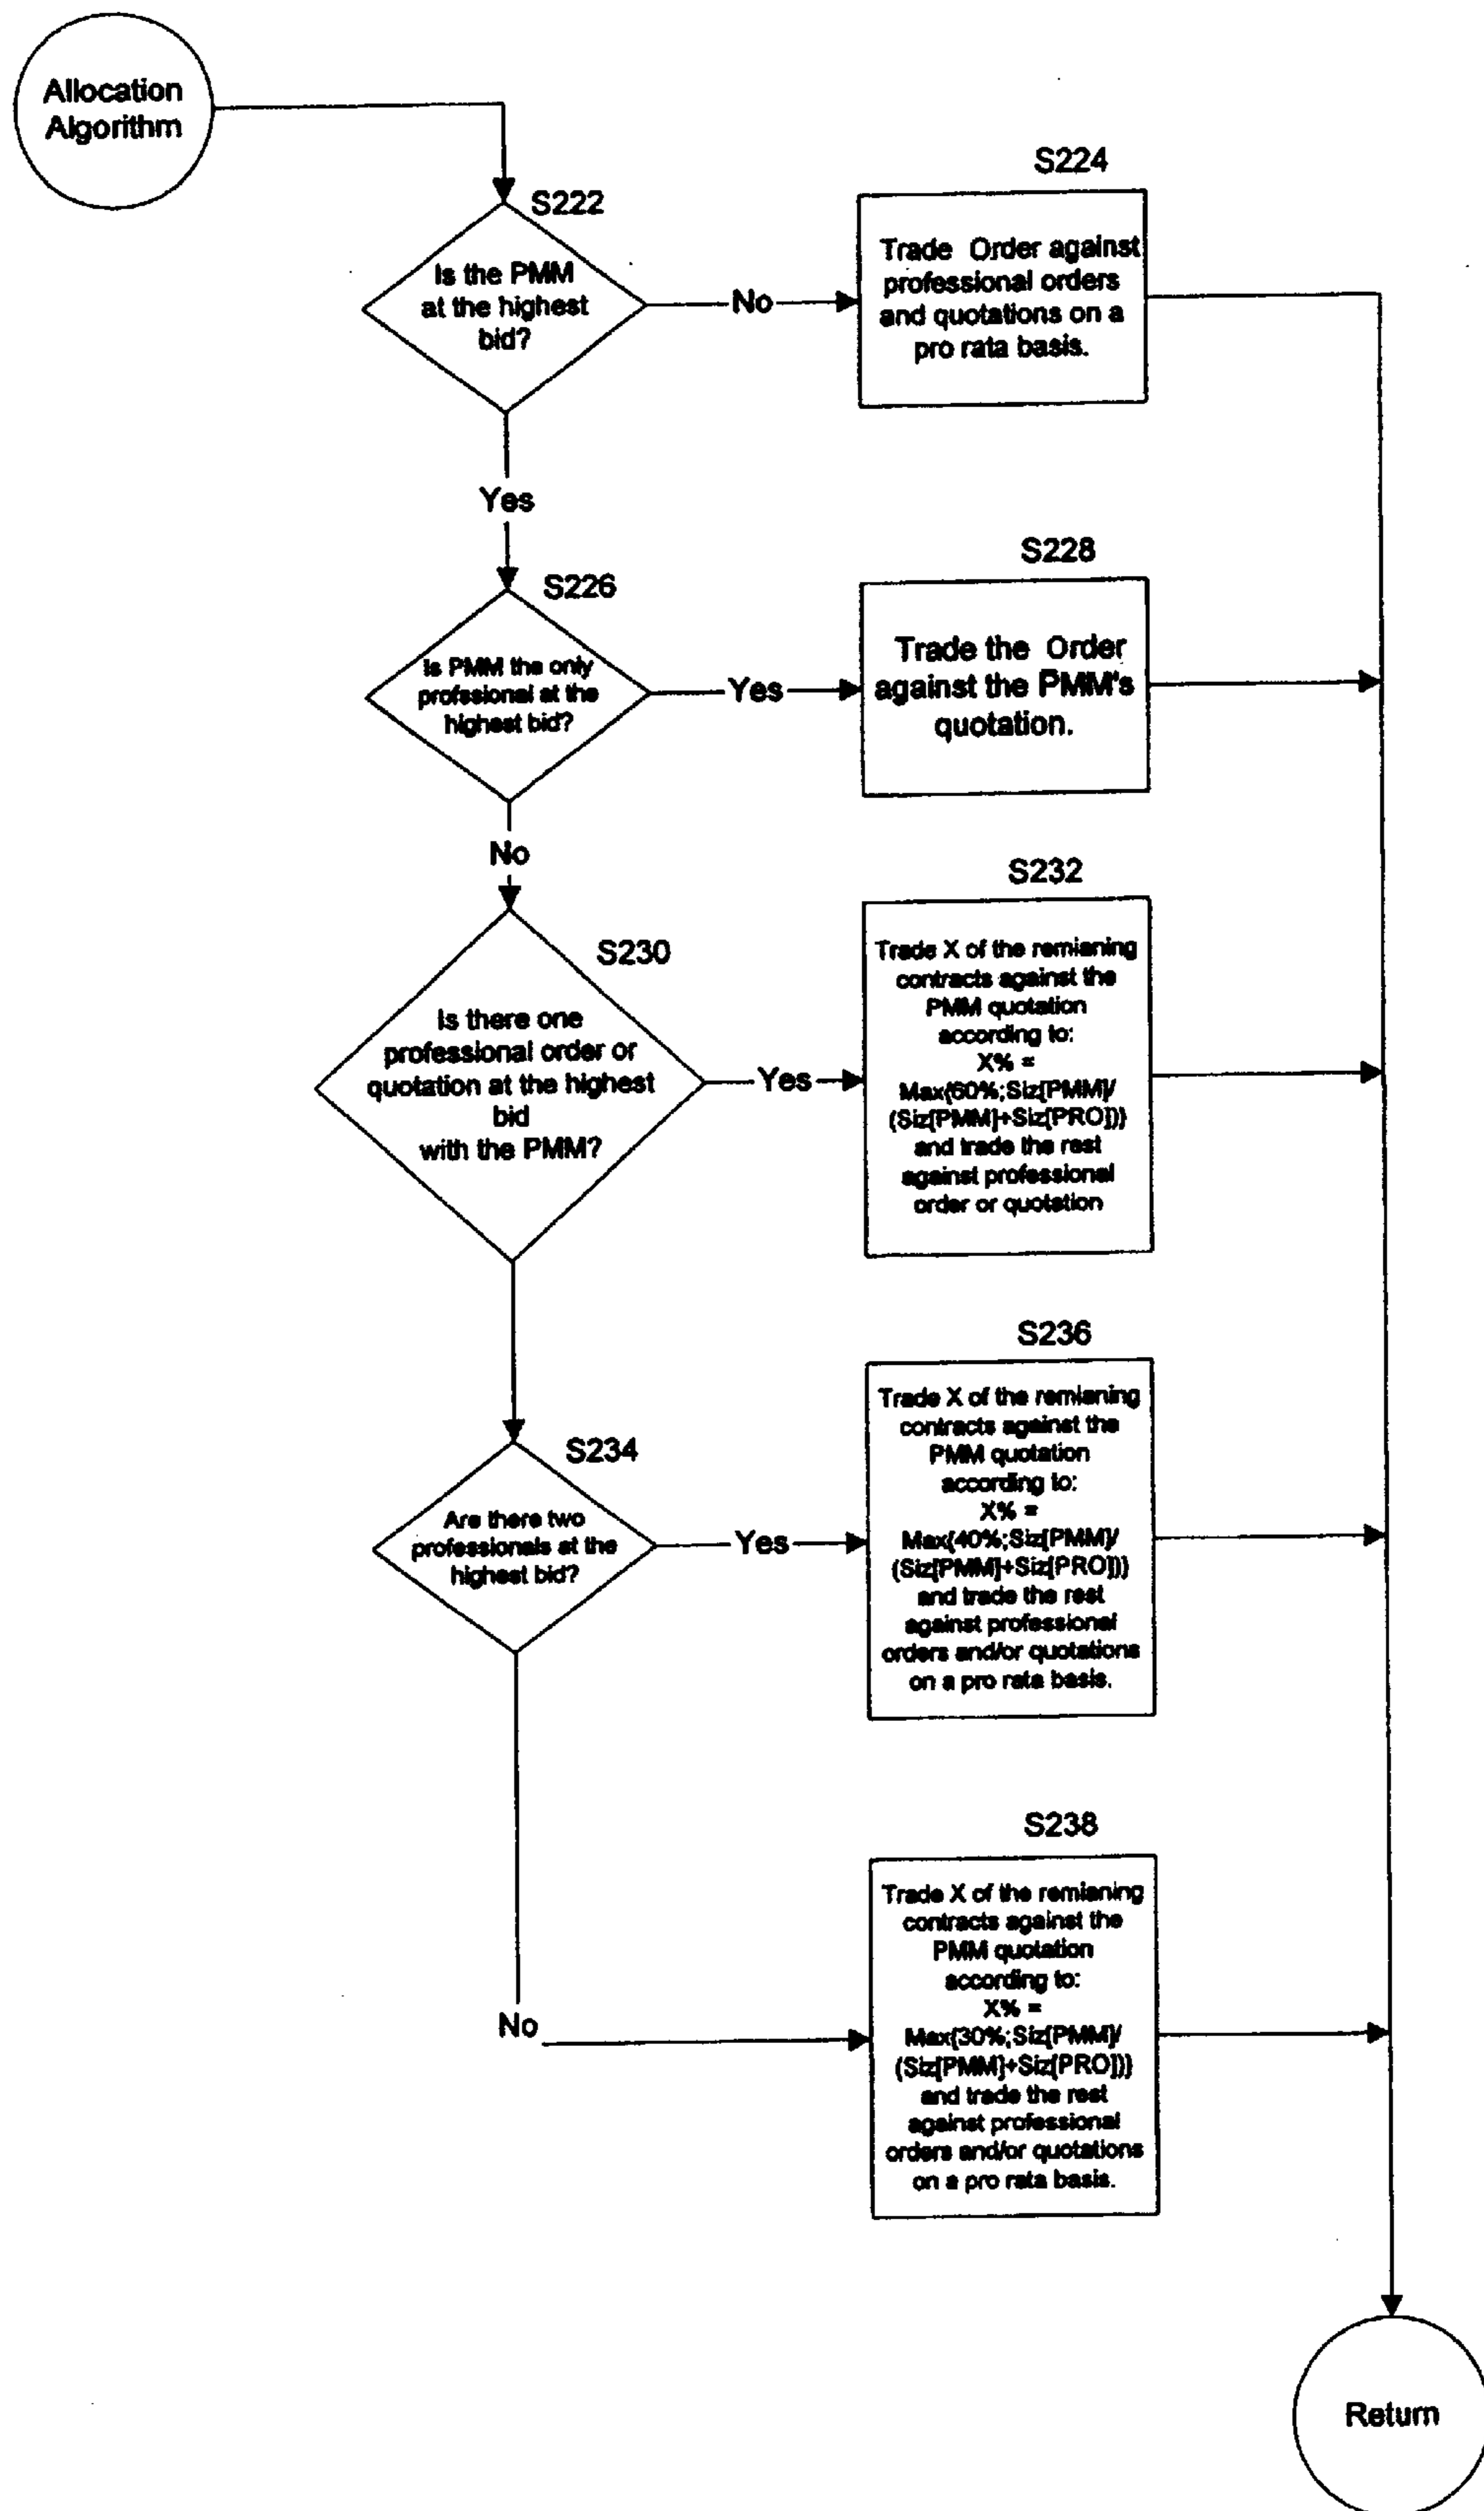 Allocation
Algorithm
S222
Is the PMM
at the highest
bid?
No
S224
Trade Order against
professional orders
and quotations on a
pro rata basis.
Yes
S226
Is PMM the only
profssional at the
highest bid?
Yes
S228
Trade the Order
against the PMM's
quotation.
No
S230
Is there one
professional order or
quotation at the highest
bid
with the PMM?
Yes
S232
Trade X of the remianing
contracts against the
PMM quotation
according to:
X% =
Max{60%;Siz[PMM]/
(Siz[PMM]+Siz[PRO])}
and trade the rest
against professional
order or quotation
S234
Are there two
professionals at the
highest bid?
Yes
S236
Trade X of the remianing
contracts against the
PMM quotation
according to:
X% =
Max{40%;Siz[PMM]/
(Siz[PMM]+Siz[PRO])}
and trade the rest
against professional
orders and/or quotations
on a pro rata basis.
No
S238
Trade X of the remianing
contracts against the
PMM quotation
according to:
X% =
Max{30%;Siz[PMM]/
(Siz[PMM]+Siz[PRO])}
and trade the rest
against professional
orders and/or quotations
on a pro rata basis.
Return